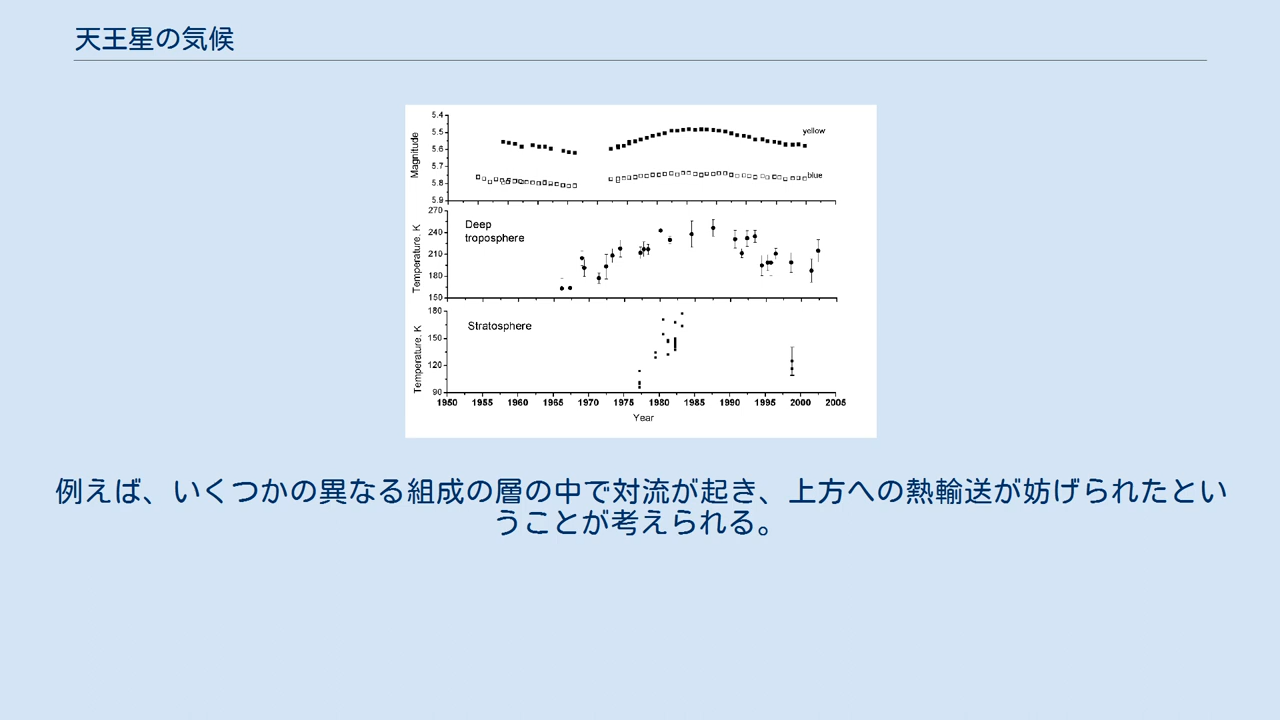 天王星の気候
5.4
5.5
5.6
5.7
5.8
5.9
Magnitude
yellow
blue
270
240
210
180
150
Temperature, K
Deep
troposphere
180
150
120
90
Temperature, K
Stratosphere
1950 1955 1960 1965 1970 1975 1980 1985 1990 1995 2000 2005
Year
例えば、いくつかの異なる組成の層の中で対流が起き、上方への熱輸送が妨げられたとい
うことが考えられる。